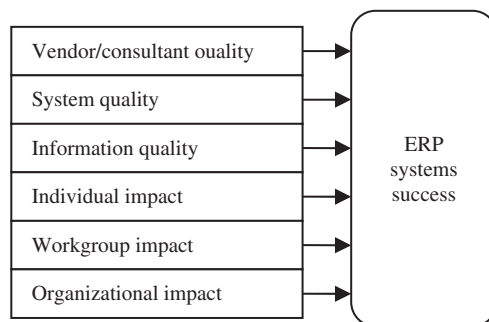 Vendor/consultant ouality
System quality
Information quality
Individual impact
Workgroup impact
Organizational impact
ERP
systems
success